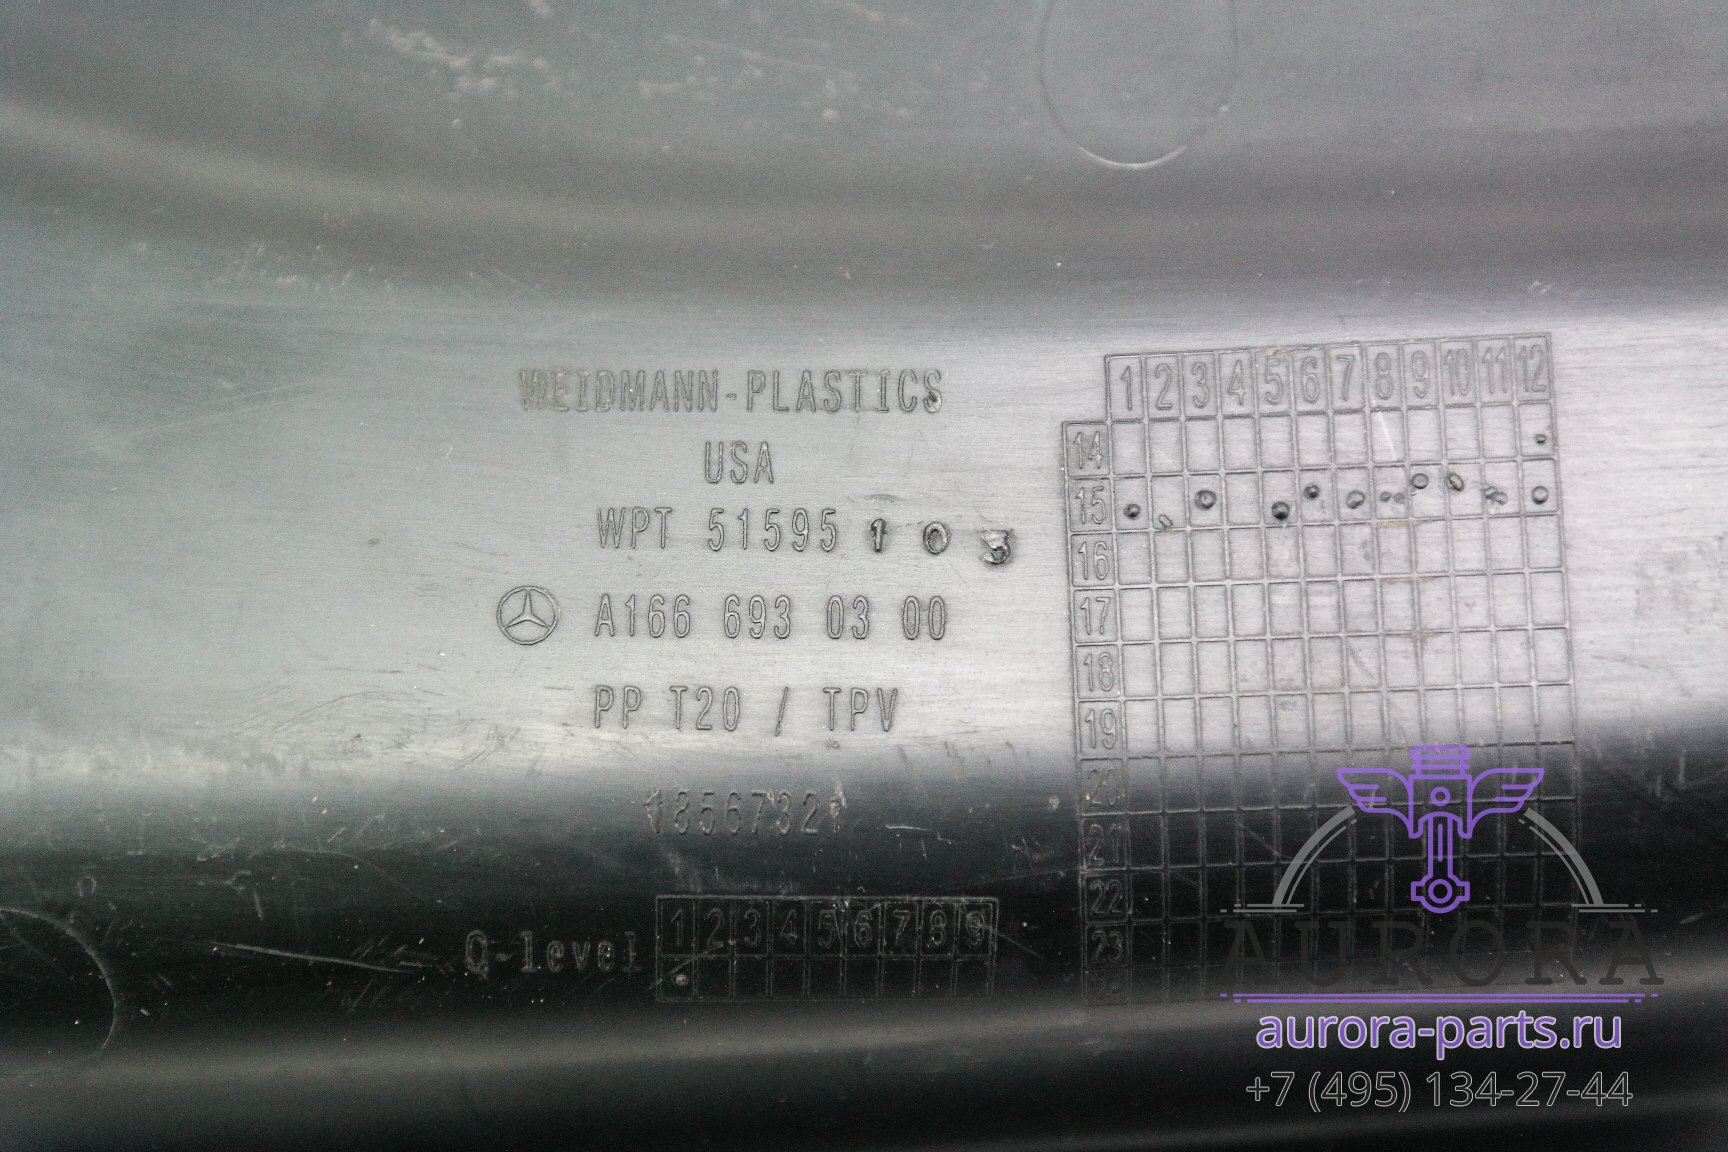 WEIDMANN-PLASTICS
USA
WPT 51595 1 0 3
A166 693 03 00
PP T20 / TPV
Q-level 1 2 3 4 5 6 7 8 9
1 2 3 4 5 6 7 8 9 10 11 12
14
15
16
17
18
19
20
21
22
23
AURORA
aurora-parts.ru
+7 (495) 134-27-44